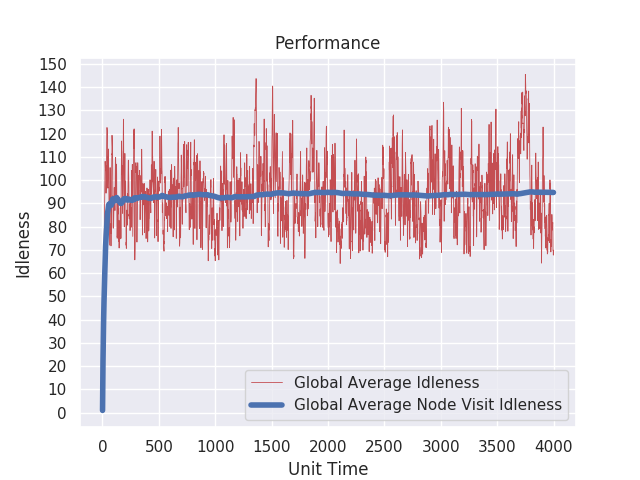 Performance
150
140
130
120
110
100
90
80
70
60
50
40
30
20
10
0
Idleness
Global Average Idleness
Global Average Node Visit Idleness
0 500 1000 1500 2000 2500 3000 3500 4000
Unit Time